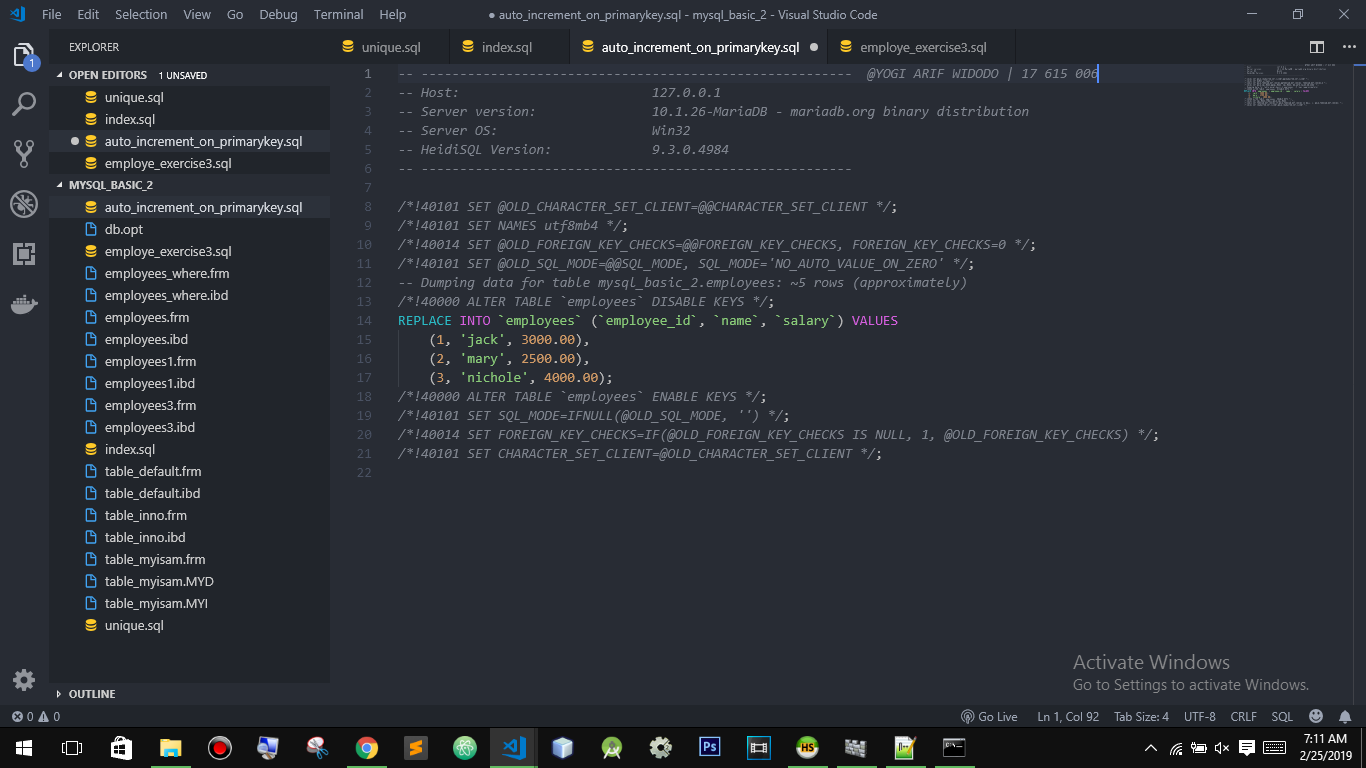 File Edit Selection View Go Debug Terminal Help
● auto_increment_on_primarykey.sql - mysql_basic_2 - Visual Studio Code
1
EXPLORER
OPEN EDITORS 1 UNSAVED
unique.sql
index.sql
auto_increment_on_primarykey.sql
employe_exercise3.sql
MYSQL_BASIC_2
auto_increment_on_primarykey.sql
db.opt
employe_exercise3.sql
employees_where.frm
employees_where.ibd
employees.frm
employees.ibd
employees1.frm
employees1.ibd
employees3.frm
employees3.ibd
index.sql
table_default.frm
table_default.ibd
table_inno.frm
table_inno.ibd
table_myisam.frm
table_myisam.MYD
table_myisam.MYI
unique.sql
OUTLINE
unique.sql index.sql auto_increment_on_primarykey.sql employe_exercise3.sql
1 -- -------------------------------------------------------- @YOGI ARIF WIDODO | 17 615 006
2 -- Host: 127.0.0.1
3 -- Server version: 10.1.26-MariaDB - mariadb.org binary distribution
4 -- Server OS: Win32
5 -- HeidiSQL Version: 9.3.0.4984
6 -- --------------------------------------------------------
7
8 /*!40101 SET @OLD_CHARACTER_SET_CLIENT=@@CHARACTER_SET_CLIENT */;
9 /*!40101 SET NAMES utf8mb4 */;
10 /*!40014 SET @OLD_FOREIGN_KEY_CHECKS=@@FOREIGN_KEY_CHECKS, FOREIGN_KEY_CHECKS=0 */;
11 /*!40101 SET @OLD_SQL_MODE=@@SQL_MODE, SQL_MODE='NO_AUTO_VALUE_ON_ZERO' */;
12 -- Dumping data for table mysql_basic_2.employees: ~5 rows (approximately)
13 /*!40000 ALTER TABLE `employees` DISABLE KEYS */;
14 REPLACE INTO `employees` (`employee_id`, `name`, `salary`) VALUES
15 (1, 'jack', 3000.00),
16 (2, 'mary', 2500.00),
17 (3, 'nichole', 4000.00);
18 /*!40000 ALTER TABLE `employees` ENABLE KEYS */;
19 /*!40101 SET SQL_MODE=IFNULL(@OLD_SQL_MODE, '') */;
20 /*!40014 SET FOREIGN_KEY_CHECKS=IF(@OLD_FOREIGN_KEY_CHECKS IS NULL, 1, @OLD_FOREIGN_KEY_CHECKS) */;
21 /*!40101 SET CHARACTER_SET_CLIENT=@OLD_CHARACTER_SET_CLIENT */;
22
Activate Windows
Go to Settings to activate Windows.
0 0 Go Live Ln 1, Col 92 Tab Size: 4 UTF-8 CRLF SQL
Ps HS
7:11 AM
2/25/2019